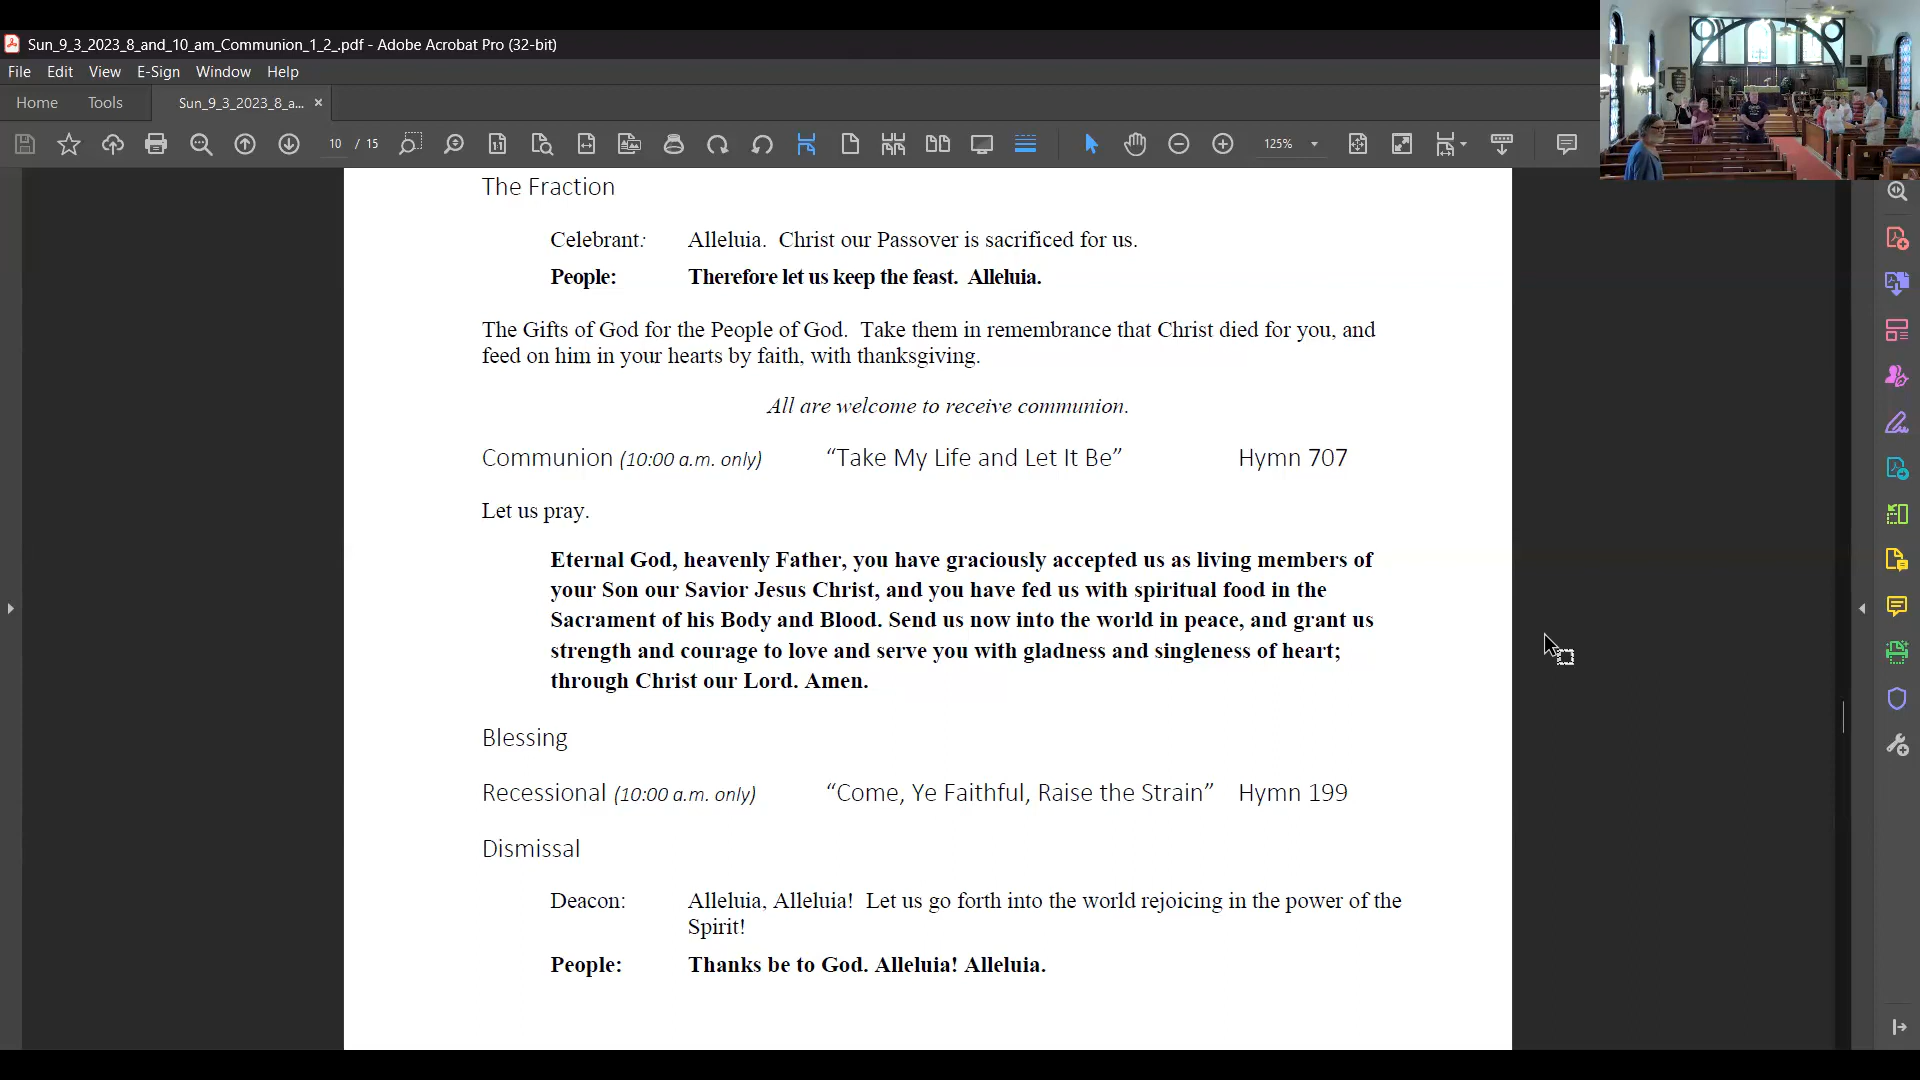 Sun_9_3_2023_8_and_10_am_Communion_1_2_.pdf - Adobe Acrobat Pro (32-bit)
File Edit View E-Sign Window Help
Home Tools Sun_9_3_2023_8_a... ×
10 / 15 125%
The Fraction
Celebrant: Alleluia. Christ our Passover is sacrificed for us.
People: Therefore let us keep the feast. Alleluia.
The Gifts of God for the People of God. Take them in remembrance that Christ died for you, and
feed on him in your hearts by faith, with thanksgiving.
All are welcome to receive communion.
Communion (10:00 a.m. only) “Take My Life and Let It Be” Hymn 707
Let us pray.
Eternal God, heavenly Father, you have graciously accepted us as living members of
your Son our Savior Jesus Christ, and you have fed us with spiritual food in the
Sacrament of his Body and Blood. Send us now into the world in peace, and grant us
strength and courage to love and serve you with gladness and singleness of heart;
through Christ our Lord. Amen.
Blessing
Recessional (10:00 a.m. only) “Come, Ye Faithful, Raise the Strain” Hymn 199
Dismissal
Deacon: Alleluia, Alleluia! Let us go forth into the world rejoicing in the power of the
Spirit!
People: Thanks be to God. Alleluia! Alleluia.